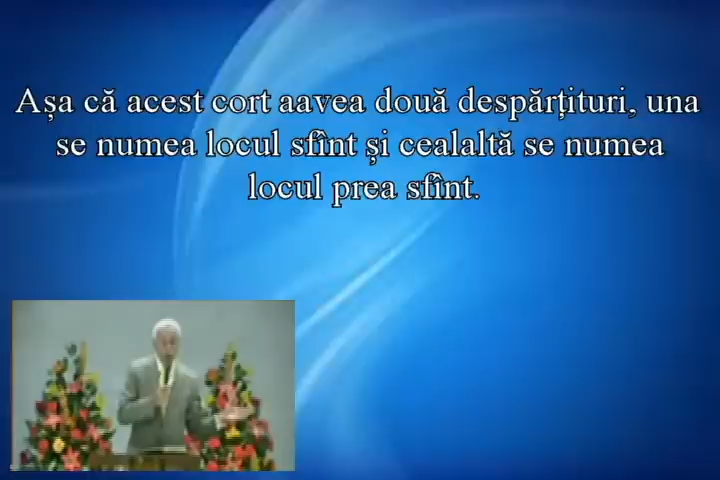 Așa că acest cort aavea două despărțituri, una
se numea locul sfînt și cealaltă se numea
locul prea sfînt.